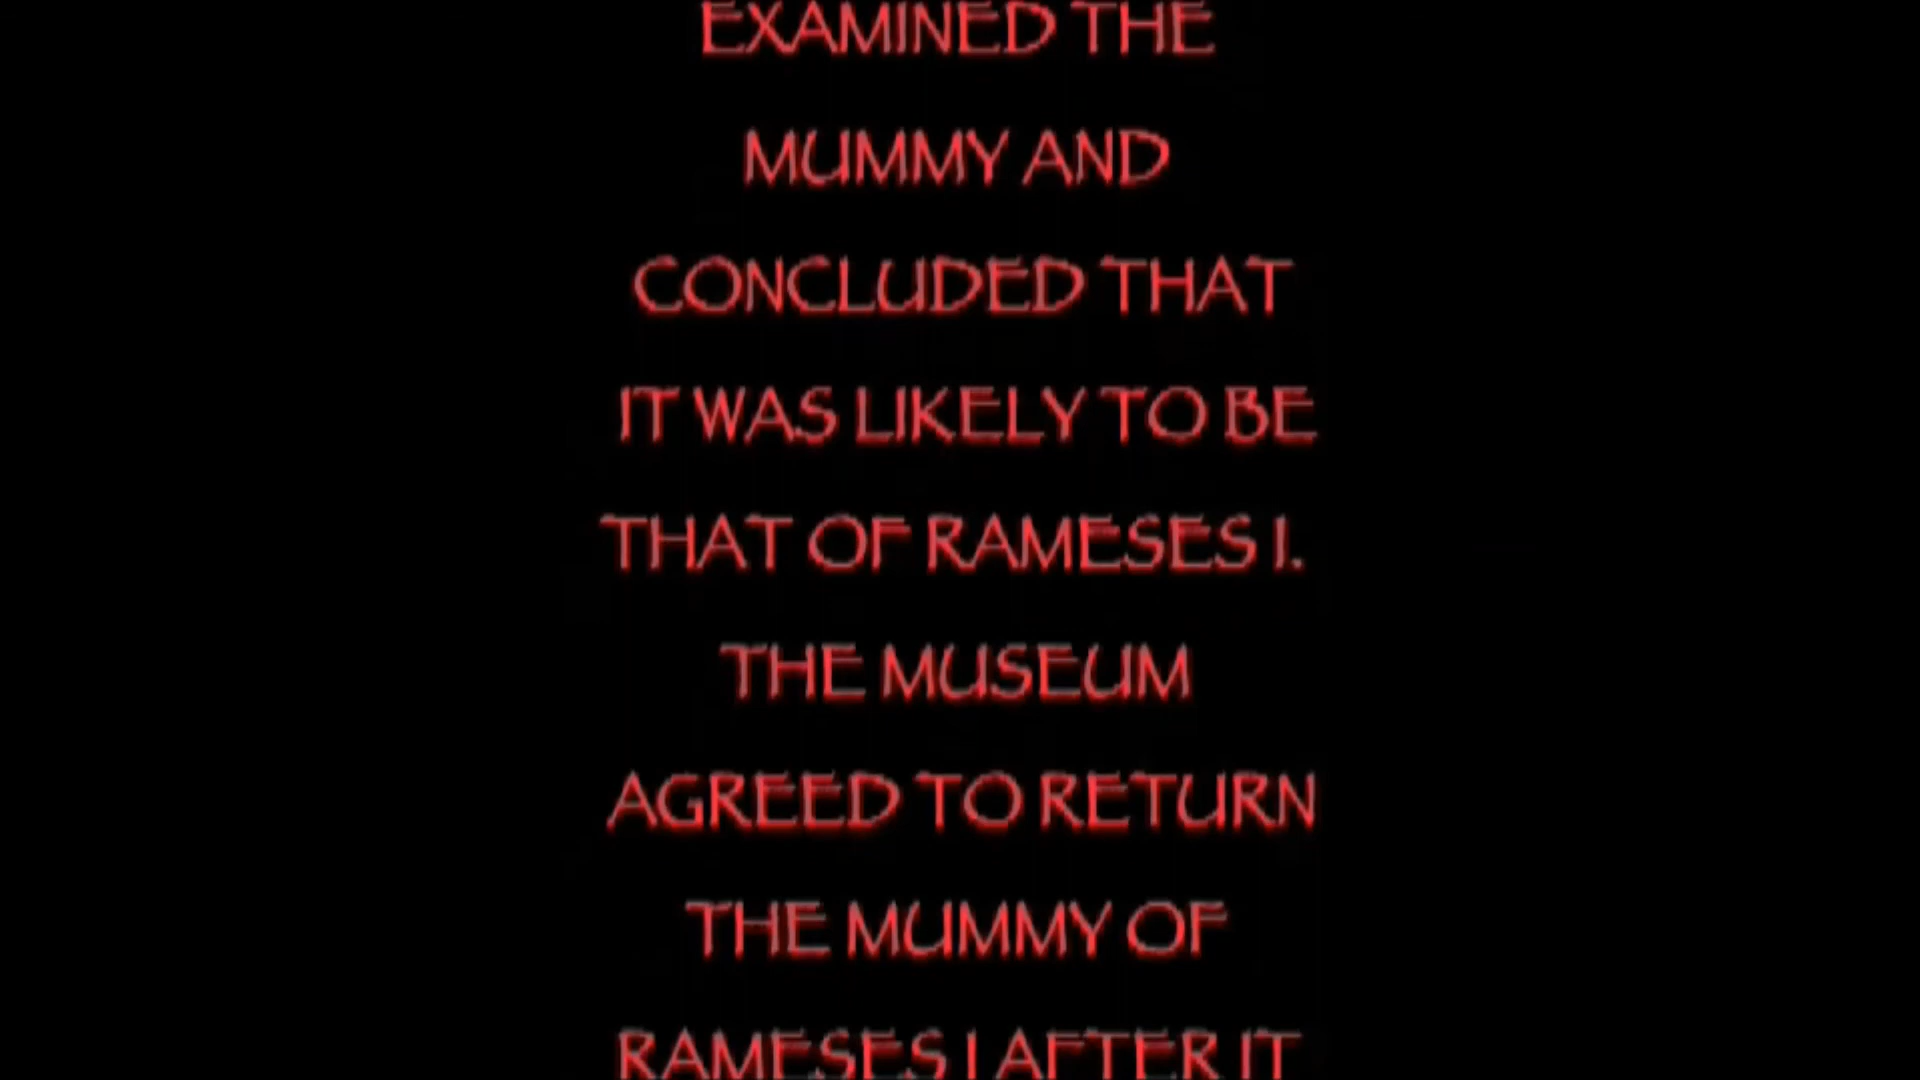 EXAMINED THE
MUMMY AND
CONCLUDED THAT
IT WAS LIKELY TO BE
THAT OF RAMESES I.
THE MUSEUM
AGREED TO RETURN
THE MUMMY OF
RAMESES I AFTER IT